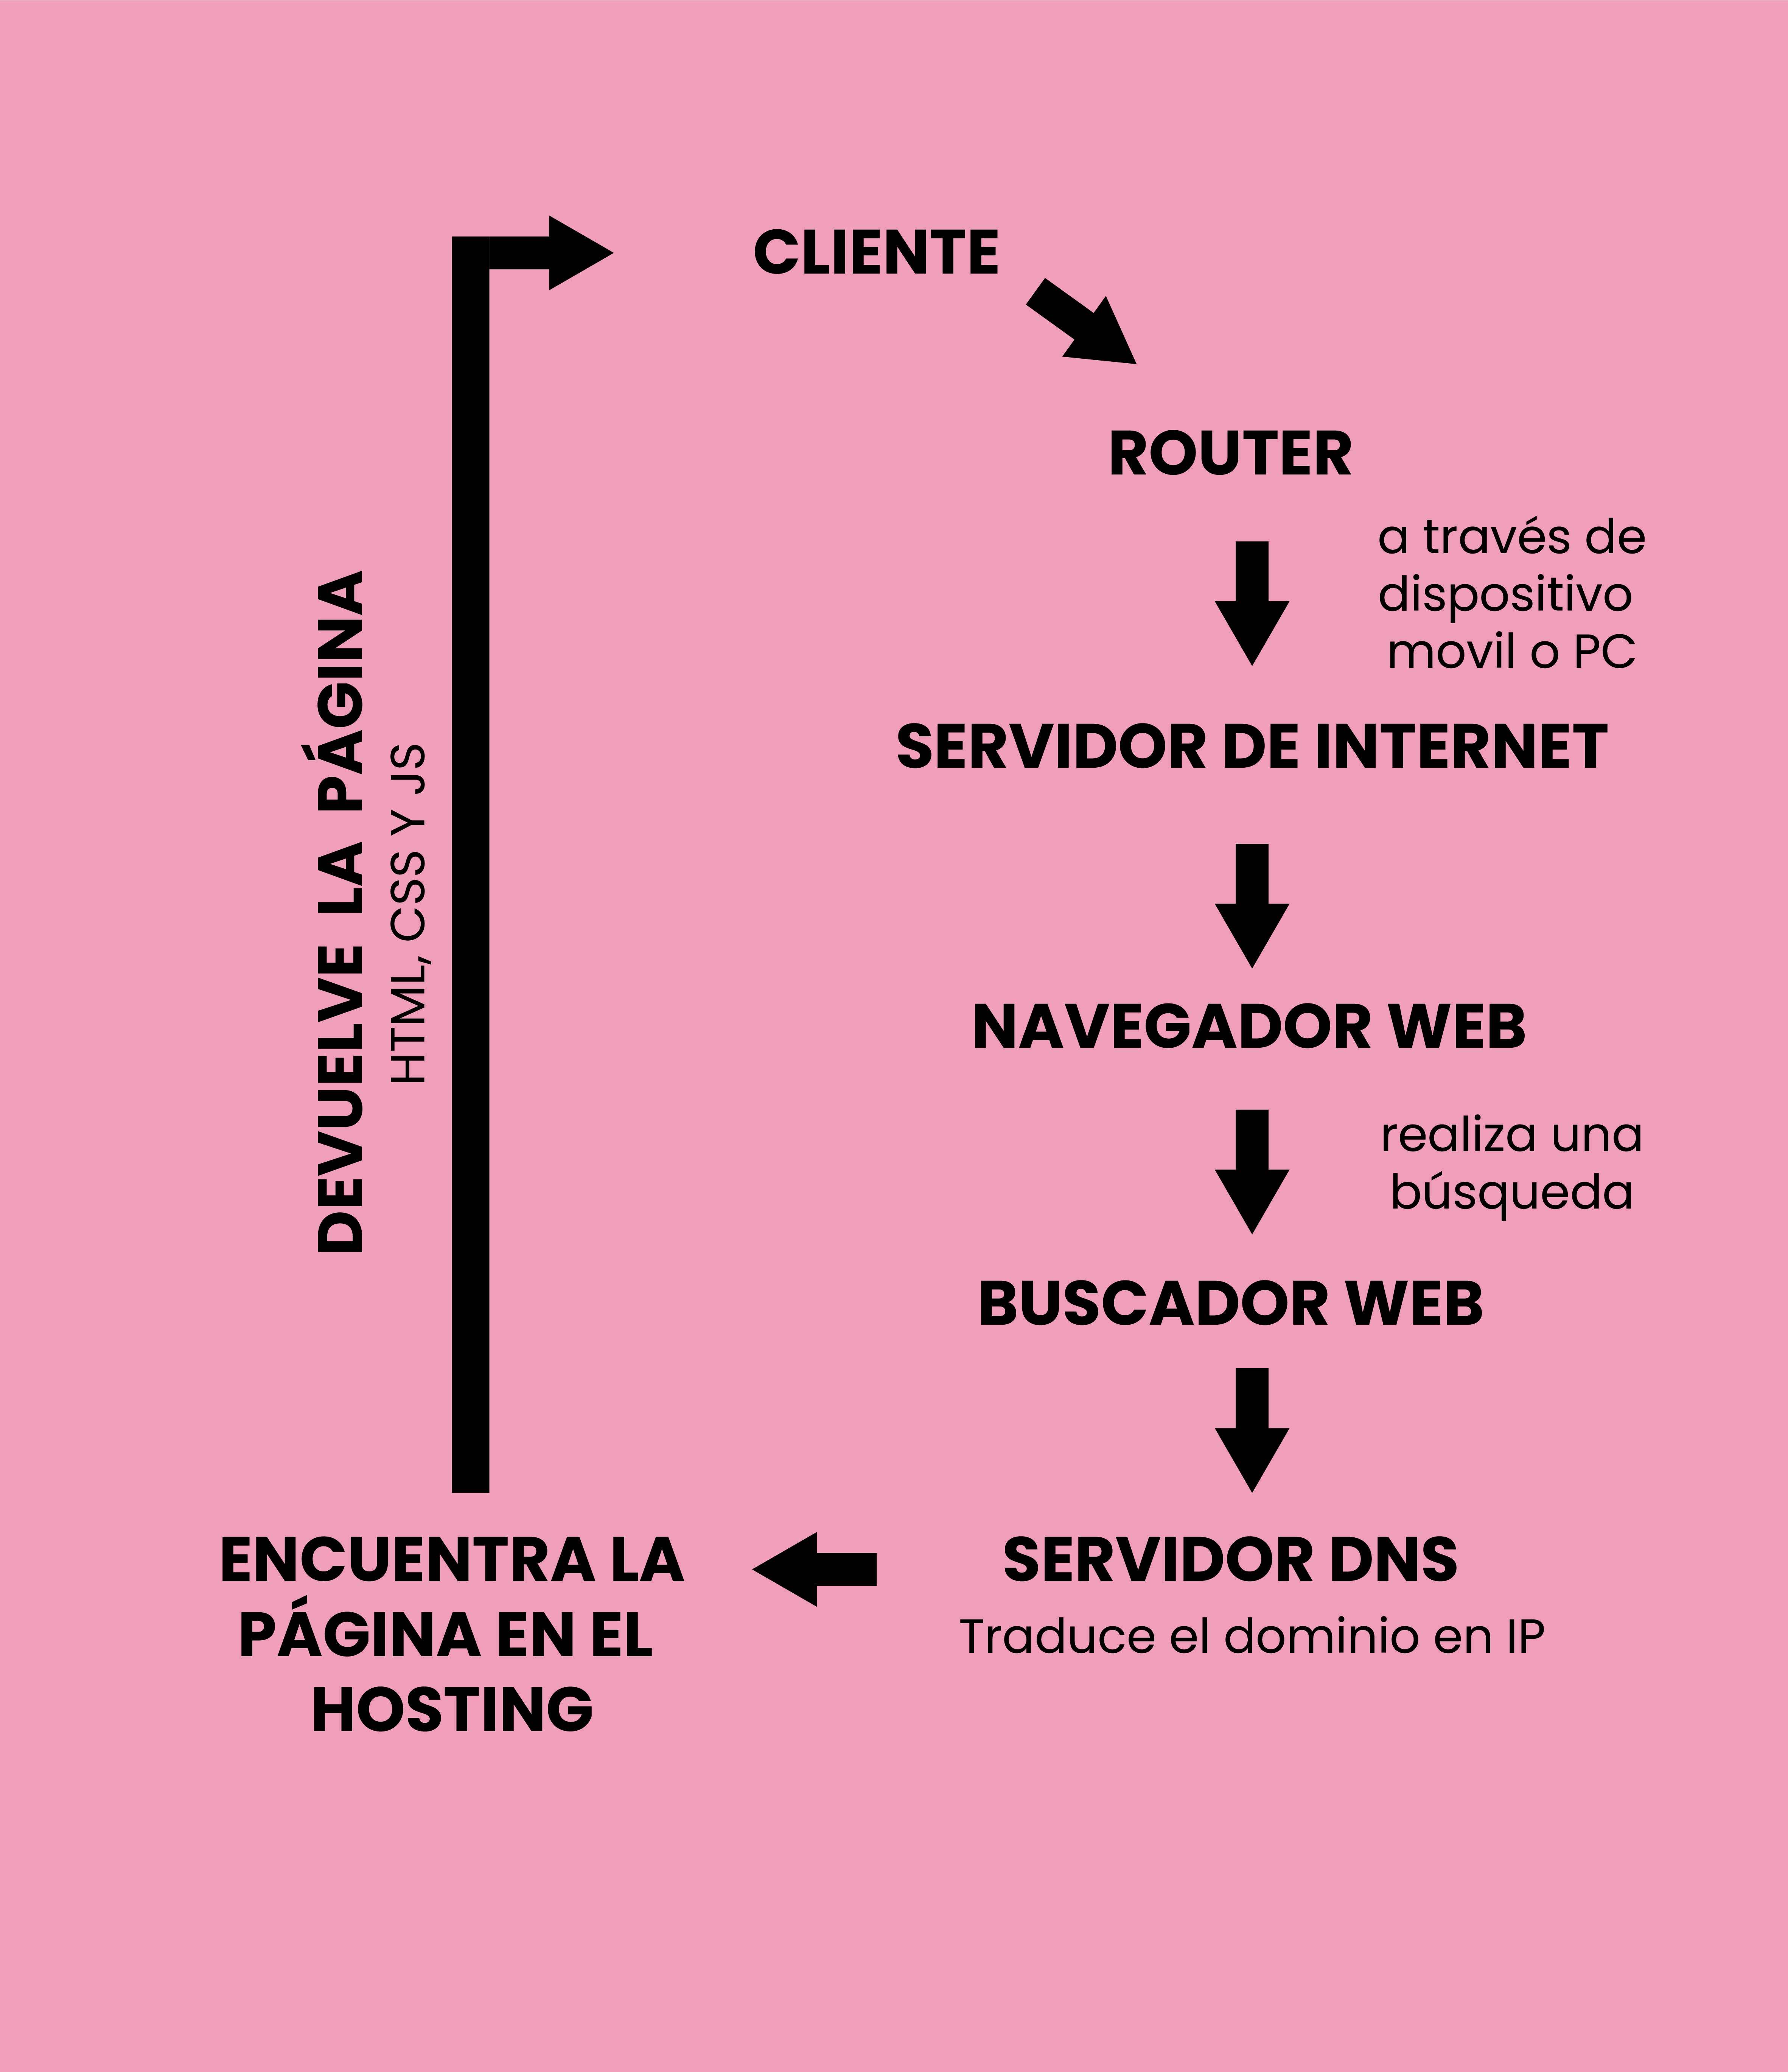 CLIENTE
ROUTER
a través de
dispositivo
movil o PC
SERVIDOR DE INTERNET
NAVEGADOR WEB
realiza una
búsqueda
BUSCADOR WEB
SERVIDOR DNS
Traduce el dominio en IP
ENCUENTRA LA
PÁGINA EN EL
HOSTING
DEVUELVE LA PÁGINA
HTML, CSS Y JS